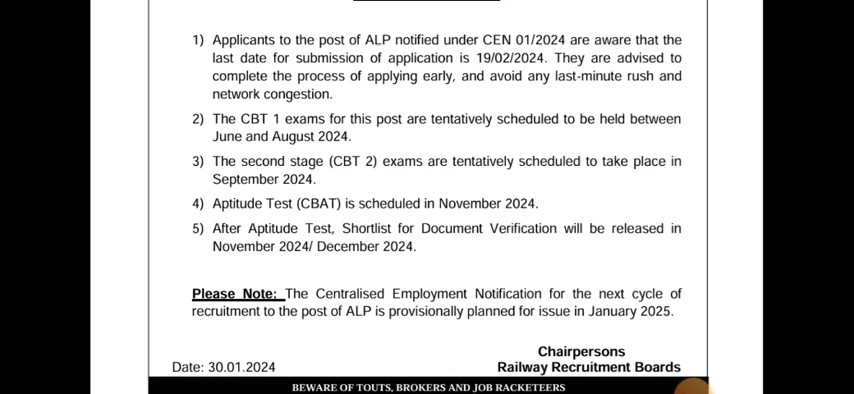 1) Applicants to the post of ALP notified under CEN 01/2024 are aware that the
last date for submission of application is 19/02/2024. They are advised to
complete the process of applying early, and avoid any last-minute rush and
network congestion.
2) The CBT 1 exams for this post are tentatively scheduled to be held between
June and August 2024.
3) The second stage (CBT 2) exams are tentatively scheduled to take place in
September 2024.
4) Aptitude Test (CBAT) is scheduled in November 2024.
5) After Aptitude Test, Shortlist for Document Verification will be released in
November 2024/ December 2024.
Please Note: The Centralised Employment Notification for the next cycle of
recruitment to the post of ALP is provisionally planned for issue in January 2025.
Chairpersons
Date: 30.01.2024 Railway Recruitment Boards
BEWARE OF TOUTS, BROKERS AND JOB RACKETEERS